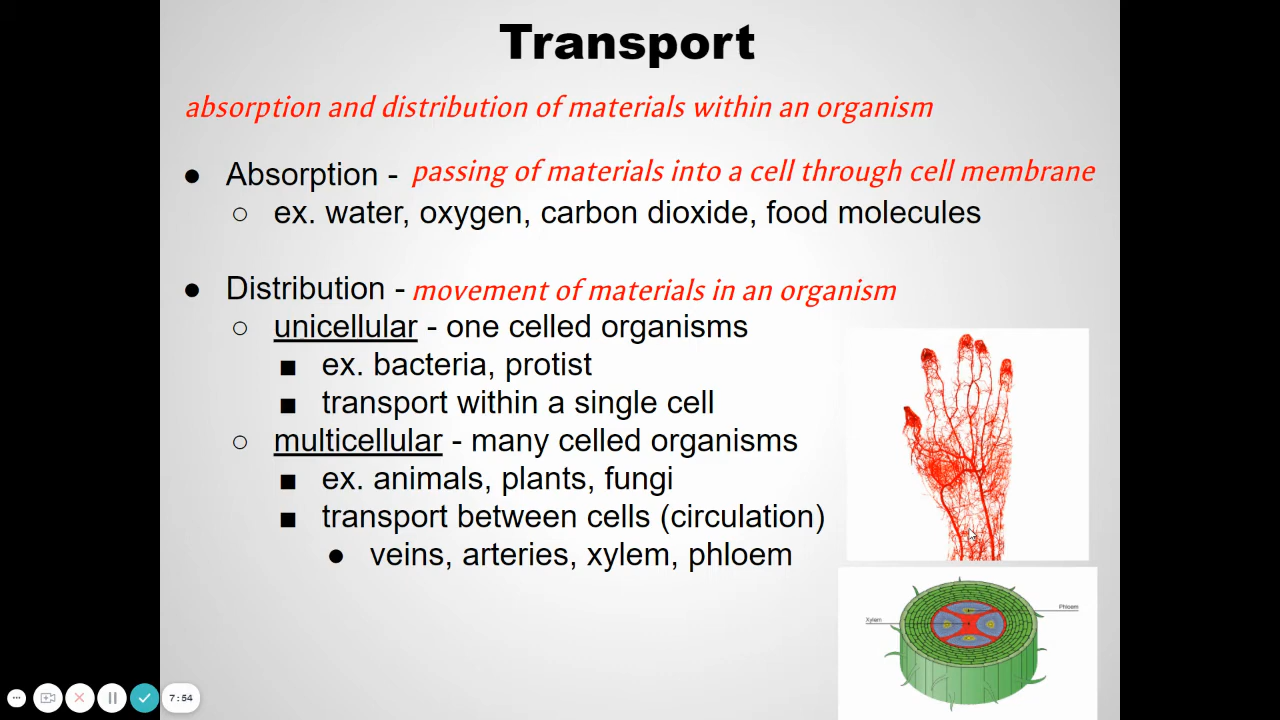 Transport
absorption and distribution of materials within an organism
● Absorption - passing of materials into a cell through cell membrane
○ ex. water, oxygen, carbon dioxide, food molecules
● Distribution - movement of materials in an organism
○ unicellular - one celled organisms
■ ex. bacteria, protist
■ transport within a single cell
○ multicellular - many celled organisms
■ ex. animals, plants, fungi
■ transport between cells (circulation)
● veins, arteries, xylem, phloem
Phloem
Xylem
7:54